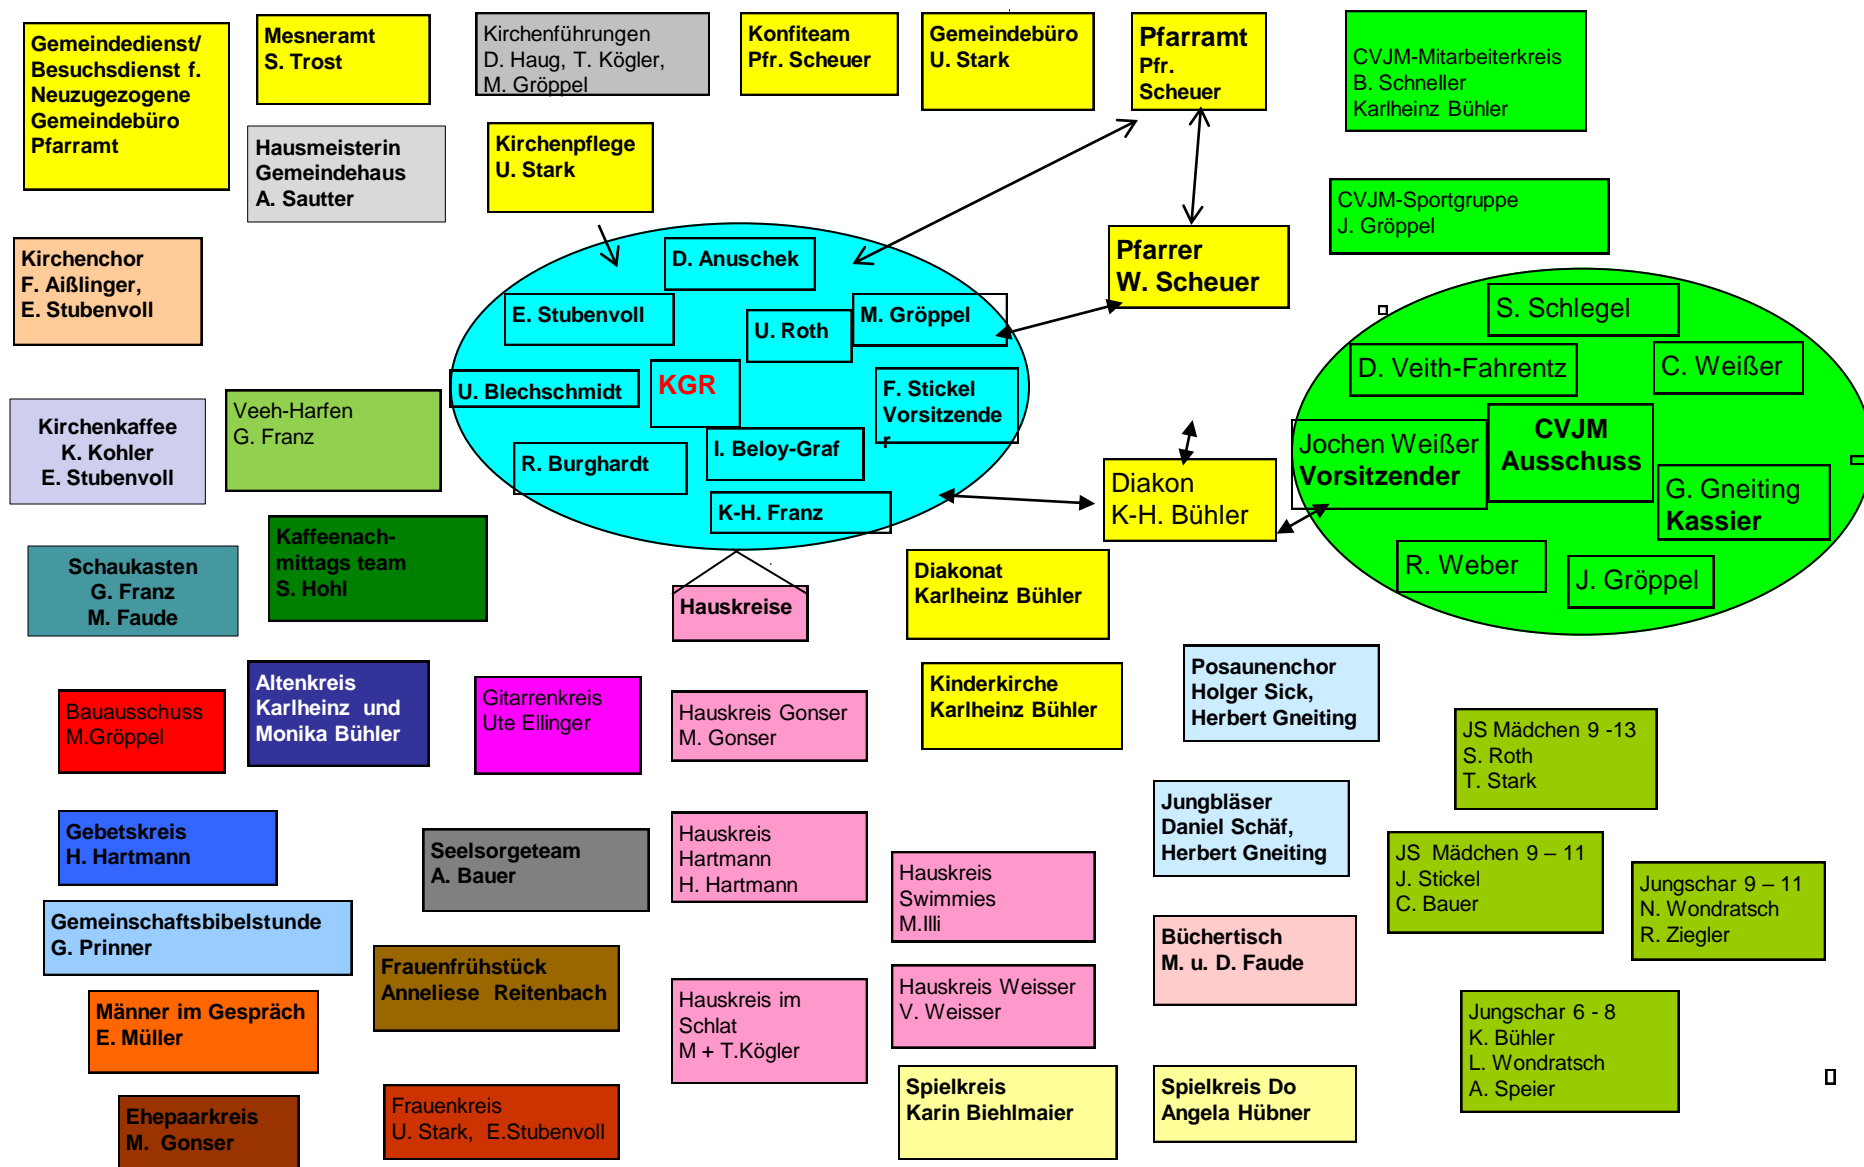 Gemeindedienst/
Besuchsdienst f.
Neuzugezogene
Gemeindebüro
Pfarramt
Mesneramt
S. Trost
Kirchenführungen
D. Haug, T. Kögler,
M. Gröppel
Konfiteam
Pfr. Scheuer
Gemeindebüro
U. Stark
Pfarramt
Pfr.
Scheuer
CVJM-Mitarbeiterkreis
B. Schneller
Karlheinz Bühler
Hausmeisterin
Gemeindehaus
A. Sautter
Kirchenpflege
U. Stark
CVJM-Sportgruppe
J. Gröppel
Kirchenchor
F. Aißlinger,
E. Stubenvoll
D. Anuschek
E. Stubenvoll
U. Roth
M. Gröppel
U. Blechschmidt
KGR
F. Stickel
Vorsitzende
r
R. Burghardt
I. Beloy-Graf
K-H. Franz
Pfarrer
W. Scheuer
S. Schlegel
D. Veith-Fahrentz
C. Weißer
Jochen Weißer
Vorsitzender
CVJM
Ausschuss
G. Gneiting
Kassier
R. Weber
J. Gröppel
Kirchenkaffee
K. Kohler
E. Stubenvoll
Veeh-Harfen
G. Franz
Diakon
K-H. Bühler
Schaukasten
G. Franz
M. Faude
Kaffeenach-
mittags team
S. Hohl
Hauskreise
Diakonat
Karlheinz Bühler
Bauausschuss
M.Gröppel
Altenkreis
Karlheinz und
Monika Bühler
Gitarrenkreis
Ute Ellinger
Hauskreis Gonser
M. Gonser
Kinderkirche
Karlheinz Bühler
Posaunenchor
Holger Sick,
Herbert Gneiting
JS Mädchen 9 -13
S. Roth
T. Stark
Gebetskreis
H. Hartmann
Seelsorgeteam
A. Bauer
Hauskreis
Hartmann
H. Hartmann
Hauskreis
Swimmies
M.Illi
Jungbläser
Daniel Schäf,
Herbert Gneiting
JS Mädchen 9 – 11
J. Stickel
C. Bauer
Jungschar 9 – 11
N. Wondratsch
R. Ziegler
Gemeinschaftsbibelstunde
G. Prinner
Frauenfrühstück
Anneliese Reitenbach
Hauskreis im
Schlat
M + T.Kögler
Hauskreis Weisser
V. Weisser
Büchertisch
M. u. D. Faude
Männer im Gespräch
E. Müller
Jungschar 6 - 8
K. Bühler
L. Wondratsch
A. Speier
Ehepaarkreis
M. Gonser
Frauenkreis
U. Stark, E.Stubenvoll
Spielkreis
Karin Biehlmaier
Spielkreis Do
Angela Hübner